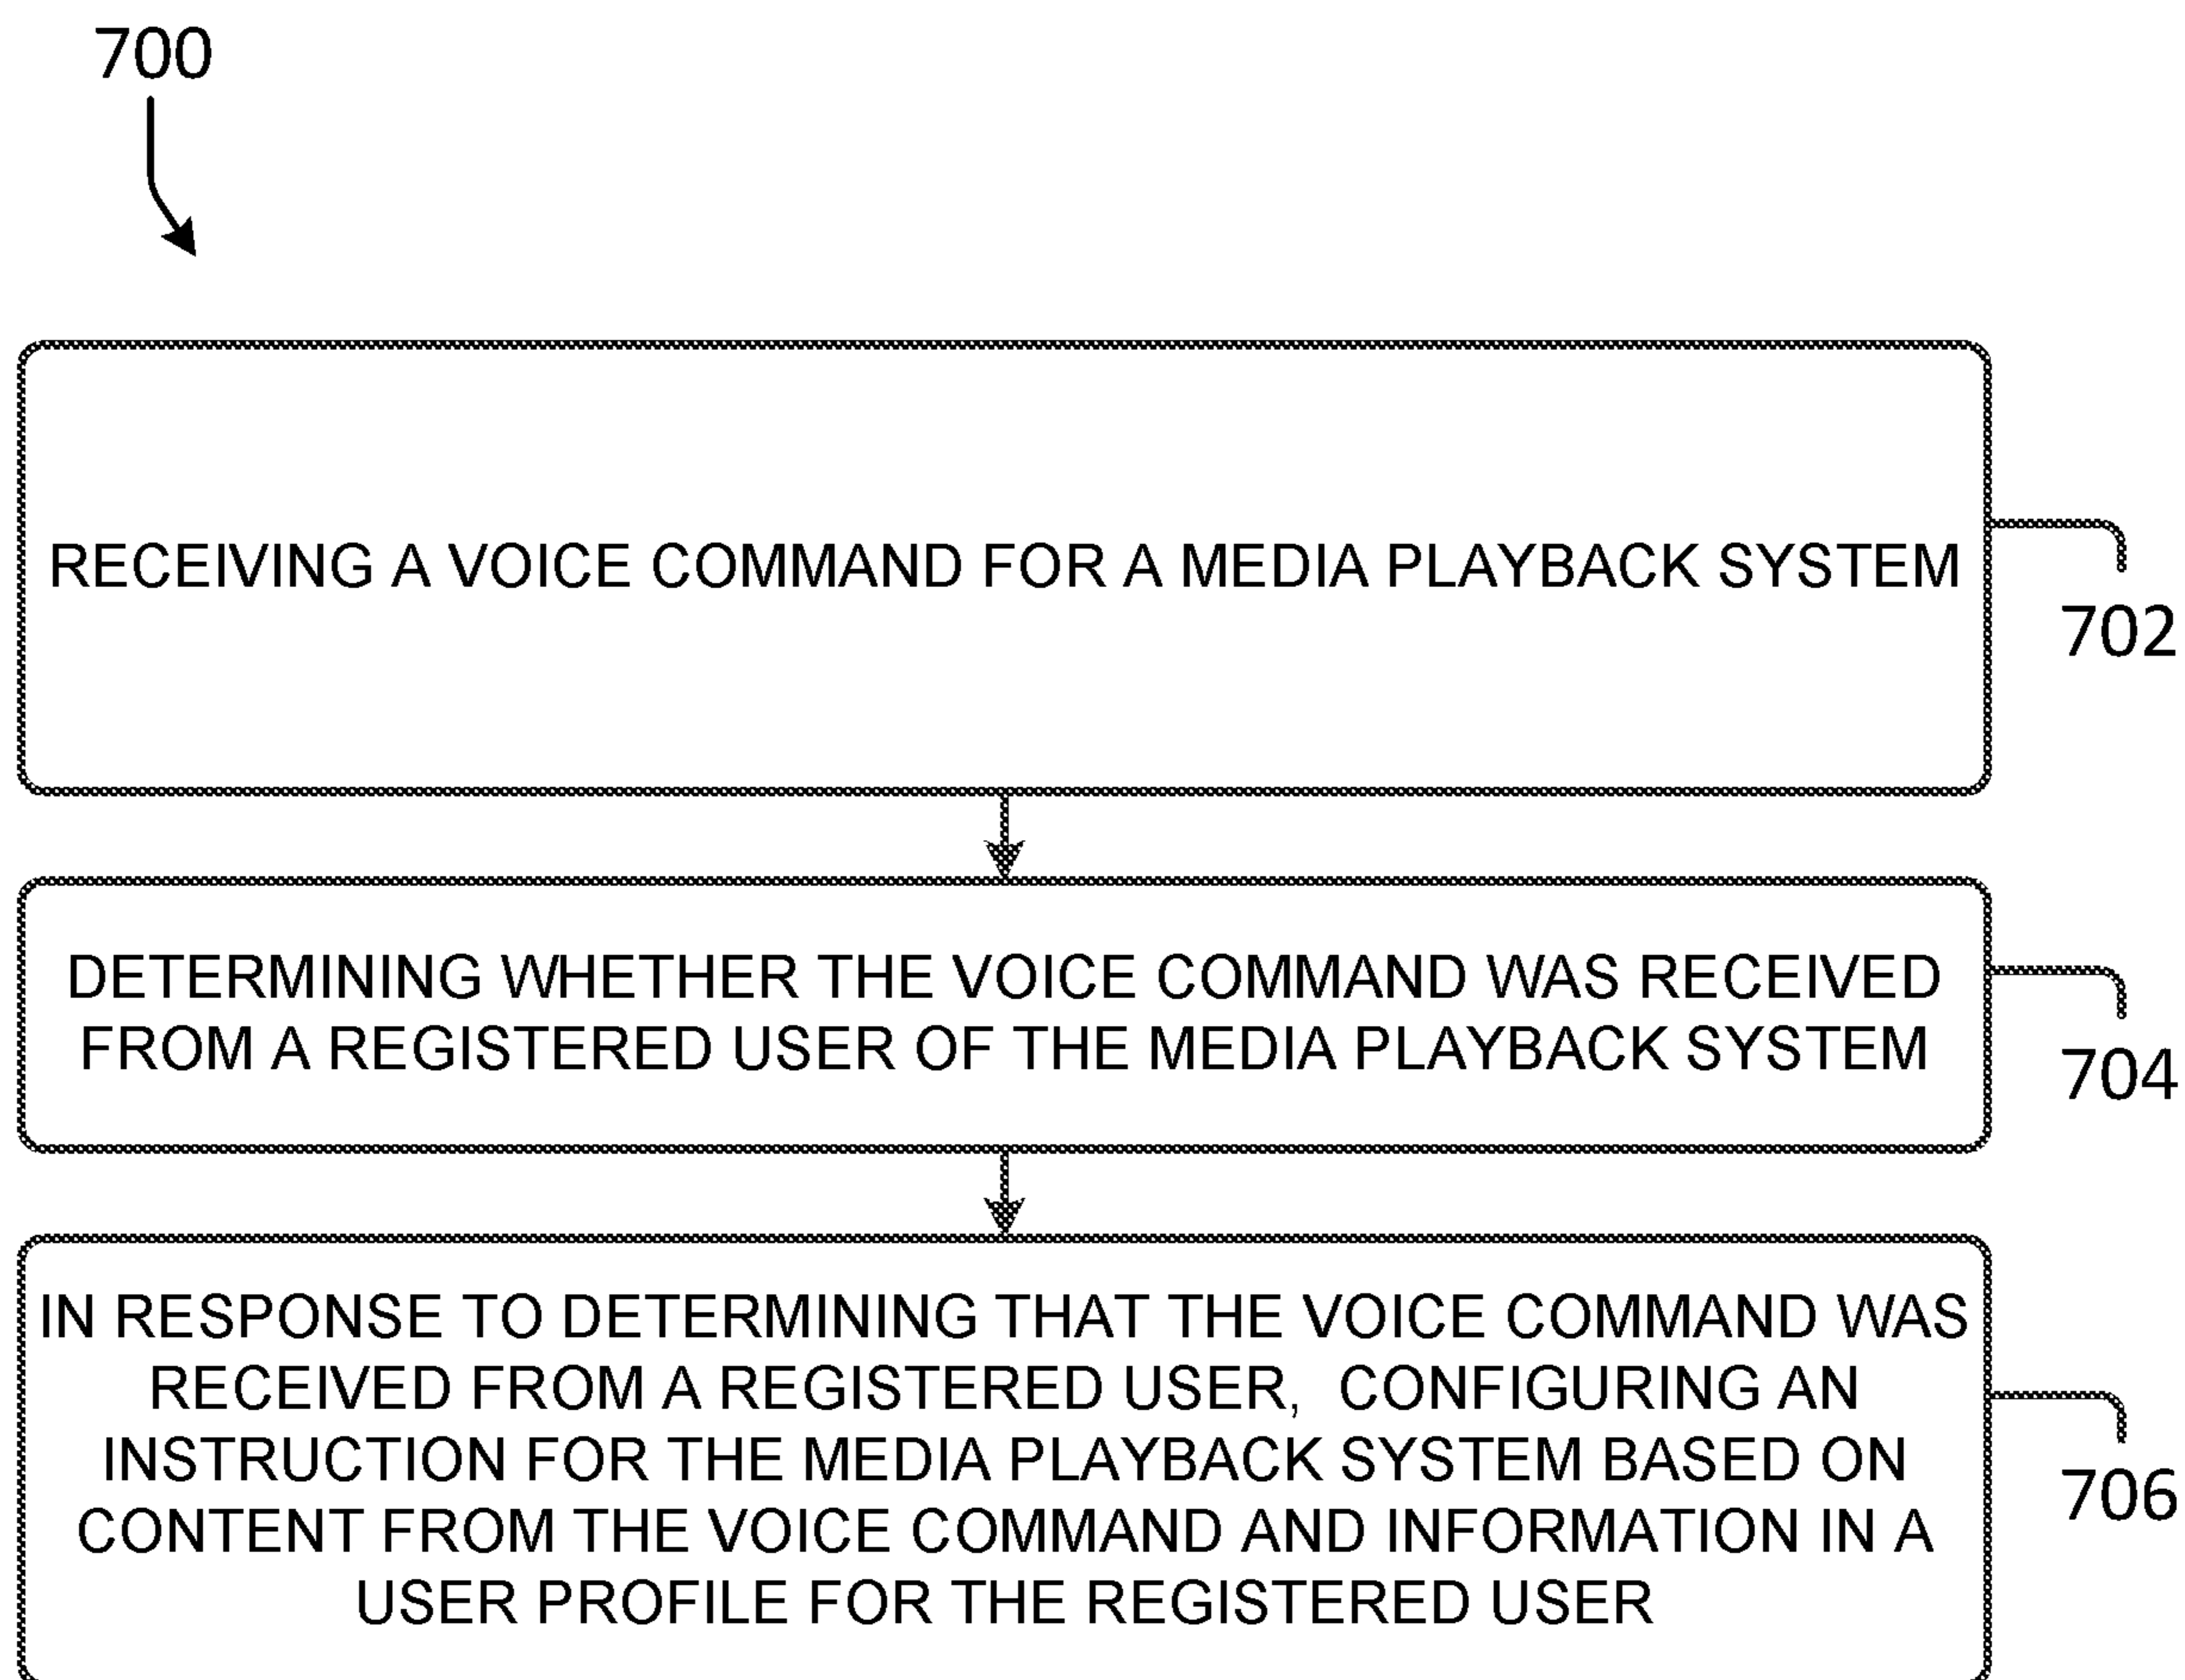 700
RECEIVING A VOICE COMMAND FOR A MEDIA PLAYBACK SYSTEM
702
DETERMINING WHETHER THE VOICE COMMAND WAS RECEIVED
FROM A REGISTERED USER OF THE MEDIA PLAYBACK SYSTEM
704
IN RESPONSE TO DETERMINING THAT THE VOICE COMMAND WAS
RECEIVED FROM A REGISTERED USER, CONFIGURING AN
INSTRUCTION FOR THE MEDIA PLAYBACK SYSTEM BASED ON
CONTENT FROM THE VOICE COMMAND AND INFORMATION IN A
USER PROFILE FOR THE REGISTERED USER
706